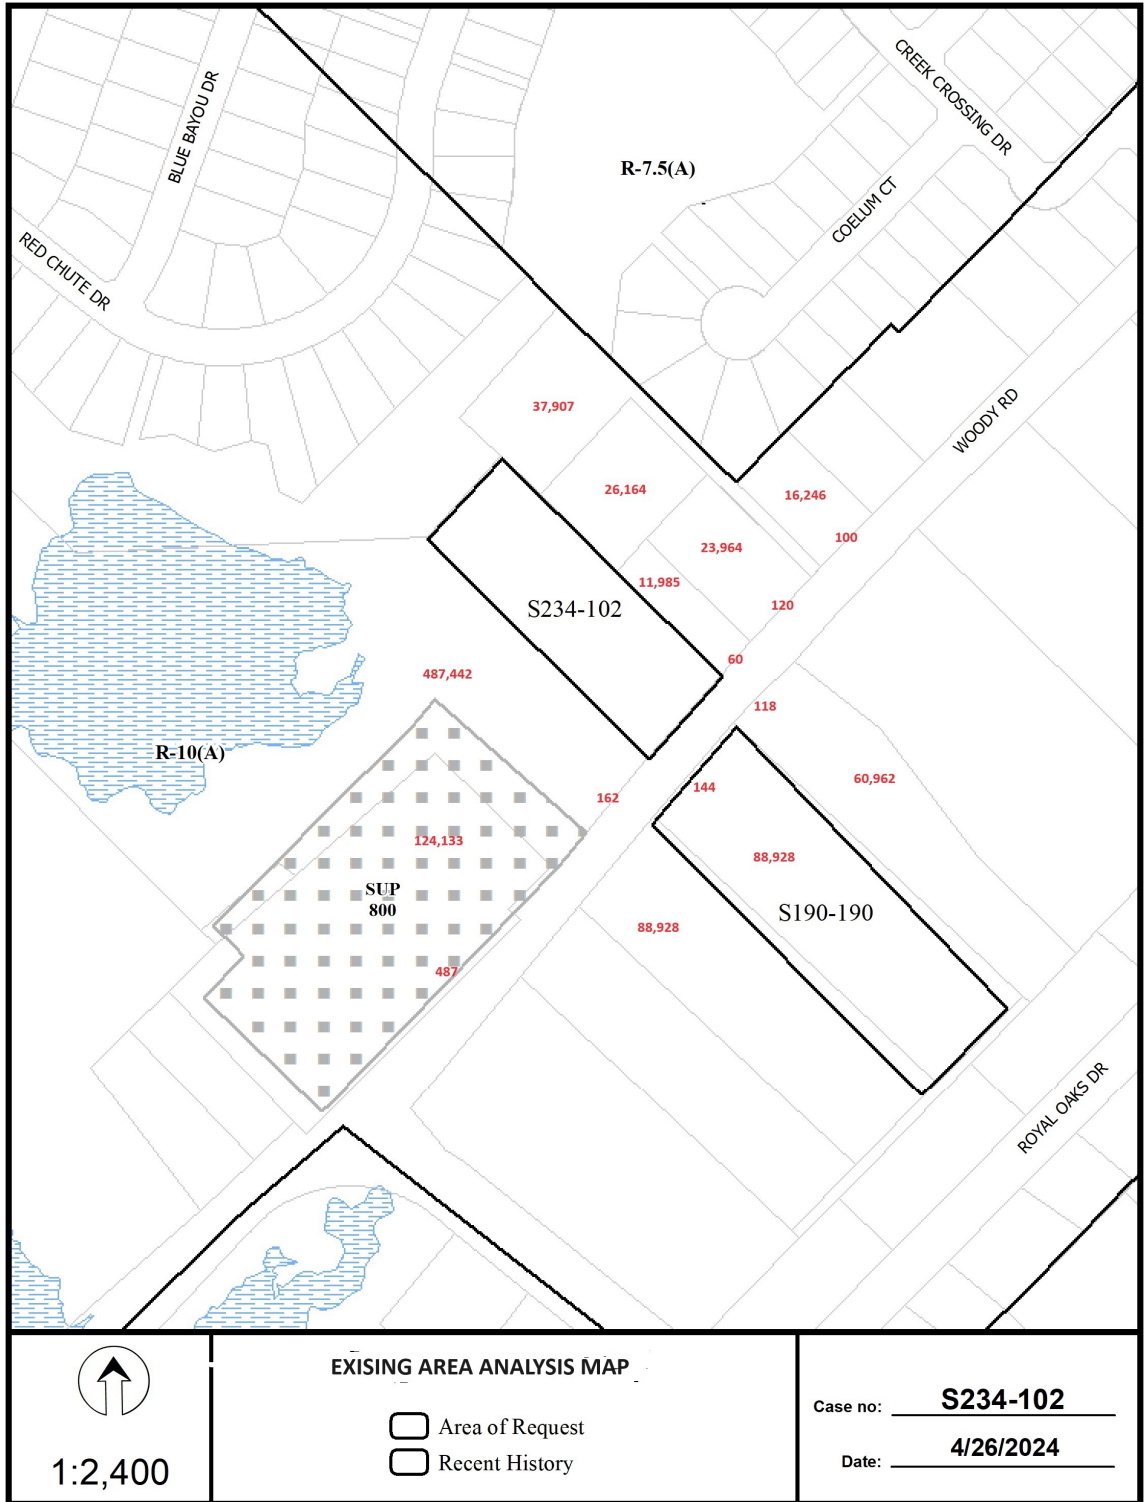 CREEK CROSSING DR
BLUE BAYOU DR
R-7.5(A)
COELUM CT
RED CHUTE DR
WOODY RD
37,907
26,164
16,246
100
23,964
11,985
S234-102
120
60
487,442
118
R-10(A)
60,962
144
162
124,133
88,928
SUP
800
S190-190
88,928
487
ROYAL OAKS DR
EXISING AREA ANALYSIS MAP
Area of Request
Recent History
1:2,400
Case no: S234-102
Date: 4/26/2024